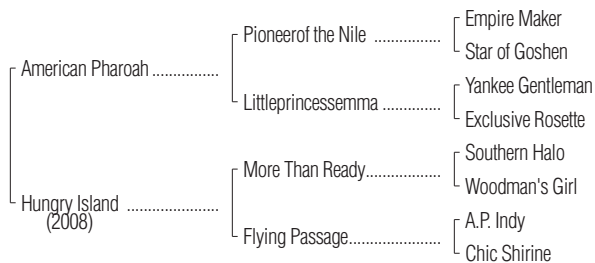 Empire Maker
Pioneerof the Nile ................
Star of Goshen
American Pharoah ................
Yankee Gentleman
Littleprincessemma ..............
Exclusive Rosette
Southern Halo
More Than Ready..................
Woodman's Girl
Hungry Island ......................
(2008)
A.P. Indy
Flying Passage......................
Chic Shirine